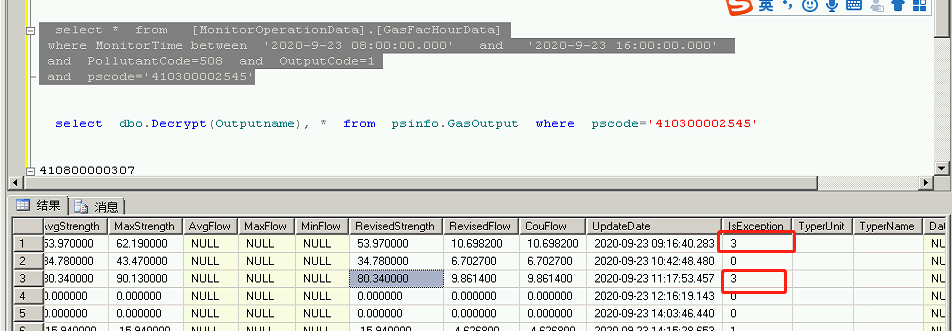 英
select * from [MonitorOperationData].[GasFacHourData]
where MonitorTime between '2020-9-23 08:00:00.000' and '2020-9-23 16:00:00.000'
and PollutantCode=508 and OutputCode=1
and pscode='410300002545'
select dbo.Decrypt(Outputname), * from psinfo.GasOutput where pscode='410300002545'
410800000307
结果 消息
AvgStrength MaxStrength AvgFlow MaxFlow MinFlow RevisedStrength RevisedFlow CouFlow UpdateDate IsException TyperUnit TyperName
1 53.970000 62.190000 NULL NULL NULL 53.970000 10.698200 10.698200 2020-09-23 09:16:40.283 3 NU
2 34.780000 43.470000 NULL NULL NULL 34.780000 6.702700 6.702700 2020-09-23 10:42:48.480 0 NU
3 80.340000 90.130000 NULL NULL NULL 80.340000 9.861400 9.861400 2020-09-23 11:17:53.457 3 NU
4 0.000000 0.000000 NULL NULL NULL 0.000000 0.000000 0.000000 2020-09-23 12:16:19.143 0 NU
5 0.000000 0.000000 NULL NULL NULL 0.000000 0.000000 0.000000 2020-09-23 14:03:46.440 0 NU